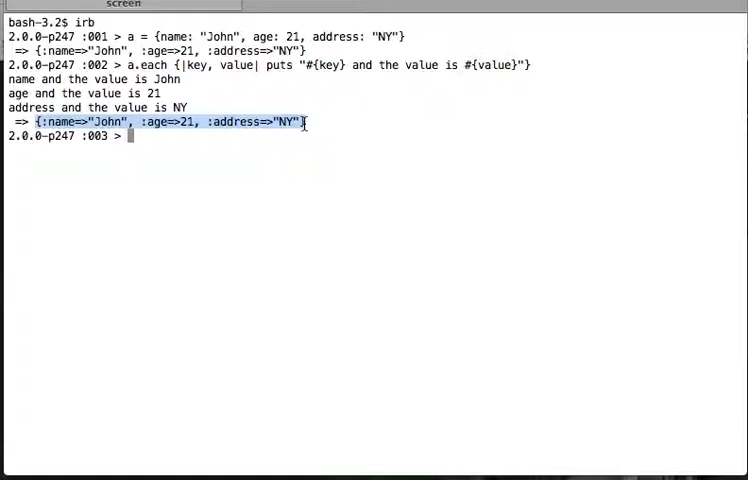 screen
bash-3.2$ irb
2.0.0-p247 :001 > a = {name: "John", age: 21, address: "NY"}
=> {:name=>"John", :age=>21, :address=>"NY"}
2.0.0-p247 :002 > a.each {|key, value| puts "#{key} and the value is #{value}"}
name and the value is John
age and the value is 21
address and the value is NY
=> {:name=>"John", :age=>21, :address=>"NY"}
2.0.0-p247 :003 >